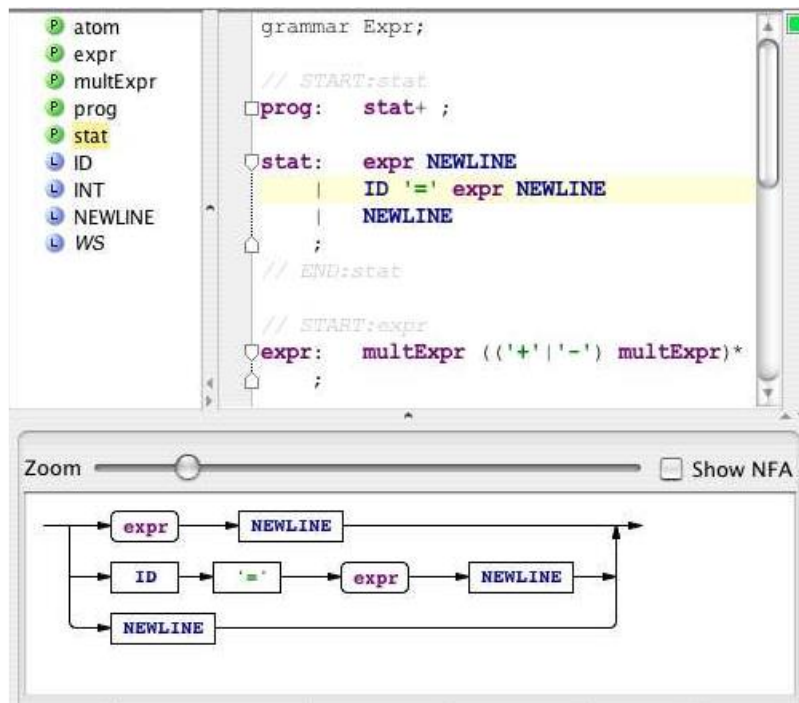 atom
expr
multExpr
prog
stat
ID
INT
NEWLINE
WS
grammar Expr;
// START:stat
prog: stat+ ;
stat: expr NEWLINE
| ID '=' expr NEWLINE
| NEWLINE
;
// END:stat
// START:expr
expr: multExpr (('+'|'-') multExpr)*
;
Zoom
Show NFA
expr NEWLINE
ID '=' expr NEWLINE
NEWLINE